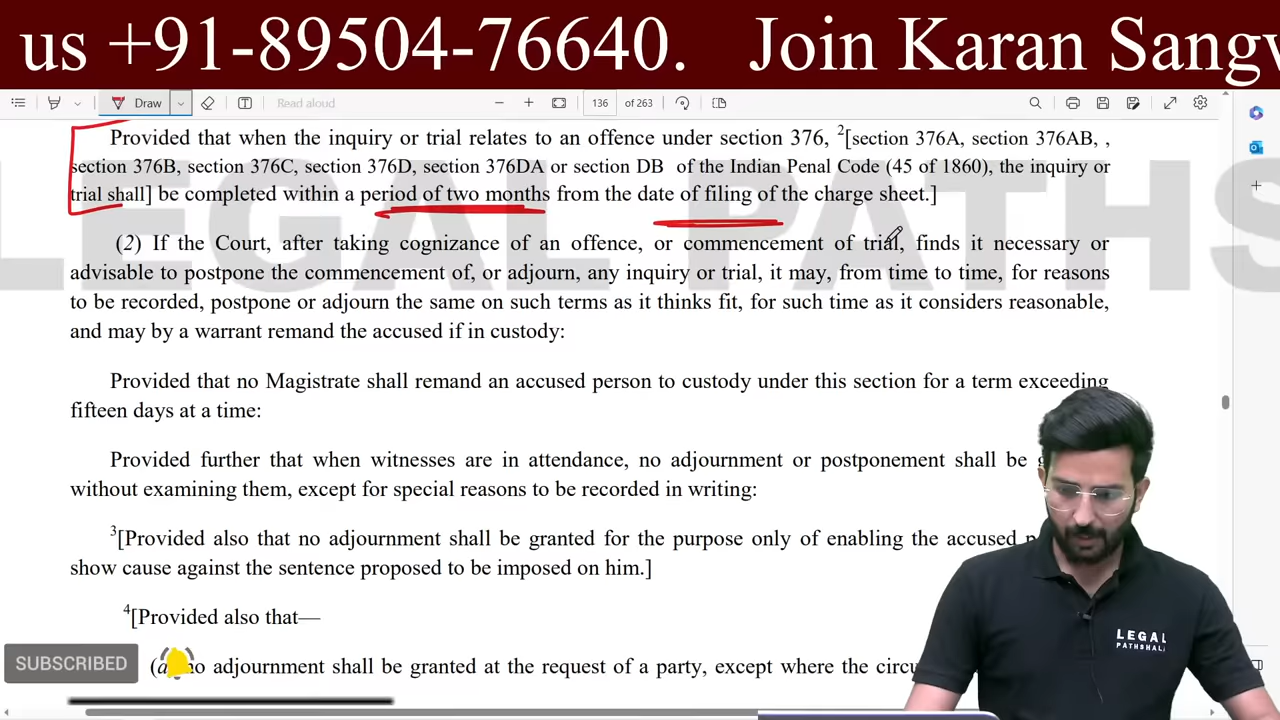 us +91-89504-76640. Join Karan Sangw
Draw
Read aloud
136 of 263
Provided that when the inquiry or trial relates to an offence under section 376, 2[section 376A, section 376AB, ,
section 376B, section 376C, section 376D, section 376DA or section DB of the Indian Penal Code (45 of 1860), the inquiry or
trial shall] be completed within a period of two months from the date of filing of the charge sheet.]
LEGAL PATHSH
(2) If the Court, after taking cognizance of an offence, or commencement of trial, finds it necessary or
advisable to postpone the commencement of, or adjourn, any inquiry or trial, it may, from time to time, for reasons
to be recorded, postpone or adjourn the same on such terms as it thinks fit, for such time as it considers reasonable,
and may by a warrant remand the accused if in custody:
Provided that no Magistrate shall remand an accused person to custody under this section for a term exceeding
fifteen days at a time:
Provided further that when witnesses are in attendance, no adjournment or postponement shall be
without examining them, except for special reasons to be recorded in writing:
3[Provided also that no adjournment shall be granted for the purpose only of enabling the accused
show cause against the sentence proposed to be imposed on him.]
4[Provided also that—
(a) no adjournment shall be granted at the request of a party, except where the
SUBSCRIBED
LEGAL
PATHSHALA